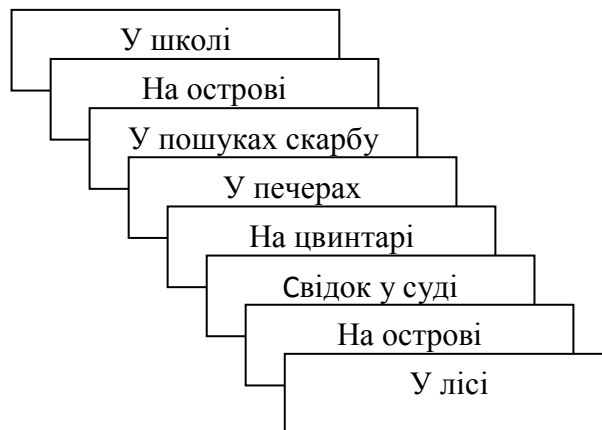 У школі
На острові
У пошуках скарбу
У печерах
На цвинтарі
Свідок у суді
На острові
У лісі